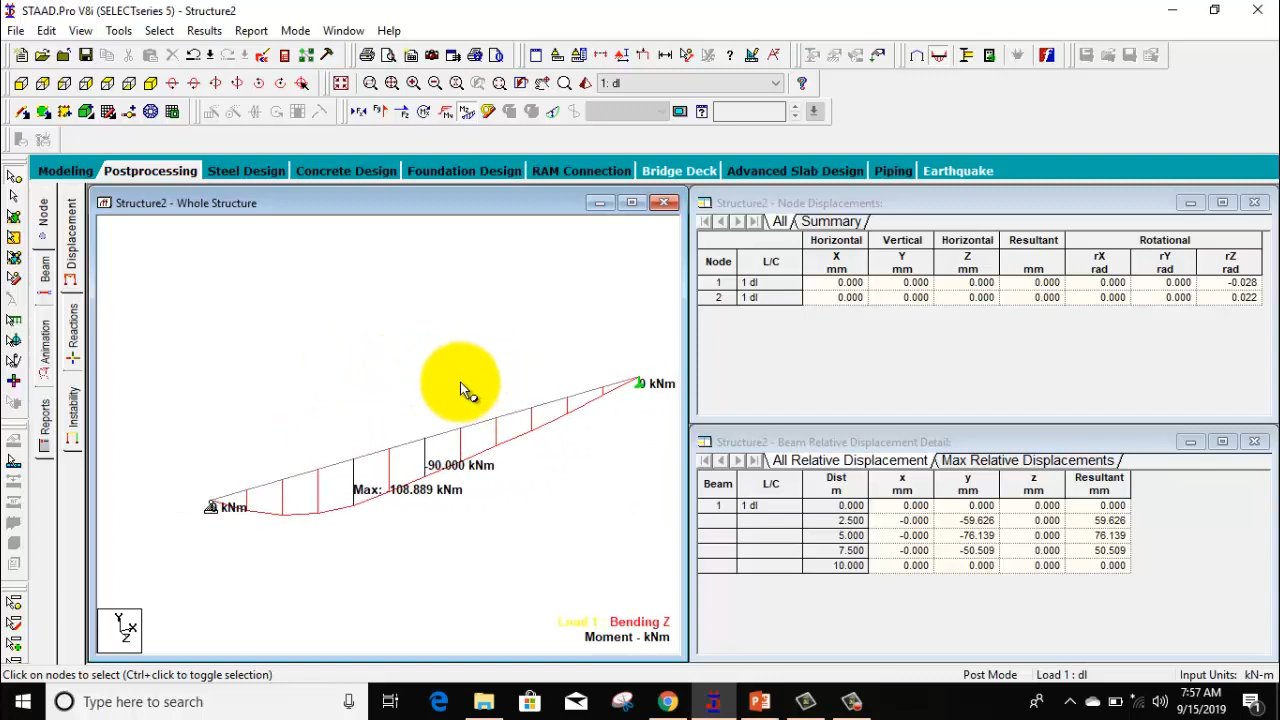 STAAD.Pro V8i (SELECTseries 5) - Structure2
File Edit View Tools Select Results Report Mode Window Help
1: dl
Modeling Postprocessing Steel Design Concrete Design Foundation Design RAM Connection Bridge Deck Advanced Slab Design Piping Earthquake
Node
Beam
Animation
Reports
Displacement
Reactions
Instability
Structure2 - Whole Structure
0 kNm
-90.000 kNm
Max: -108.889 kNm
0 kNm
Y
X
Z
Load 1 : Bending Z
Moment - kNm
Structure2 - Node Displacements:
All Summary
Horizontal Vertical Horizontal Resultant Rotational
Node L/C X mm Y mm Z mm mm rX rad rY rad rZ rad
1 1 dl 0.000 0.000 0.000 0.000 0.000 0.000 -0.028
2 1 dl 0.000 0.000 0.000 0.000 0.000 0.000 0.022
Structure2 - Beam Relative Displacement Detail:
All Relative Displacement Max Relative Displacements
Beam L/C Dist m x mm y mm z mm Resultant mm
1 1 dl 0.000 0.000 0.000 0.000 0.000
2.500 -0.000 -59.626 0.000 59.626
5.000 -0.000 -76.139 0.000 76.139
7.500 -0.000 -50.509 0.000 50.509
10.000 0.000 0.000 0.000 0.000
Click on nodes to select (Ctrl+click to toggle selection)
Post Mode Load 1 : dl Input Units: kN-m
Type here to search
7:57 AM
9/15/2019